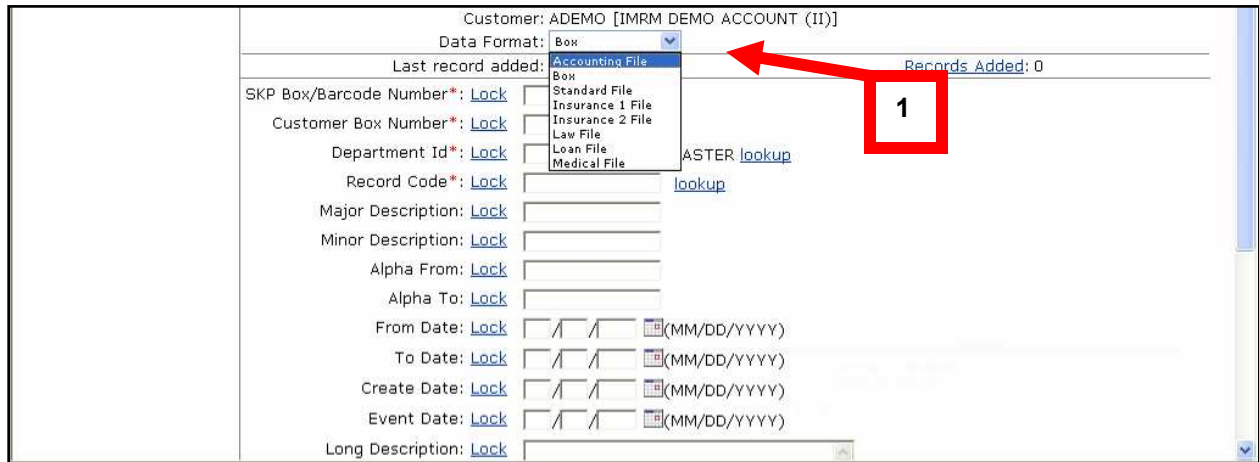 Customer: ADEMO [IMRM DEMO ACCOUNT (II)]
Data Format: Box
Last record added: Records Added: 0
Accounting File
Box
Standard File
Insurance 1 File
Insurance 2 File
Law File
Loan File
Medical File
1
SKP Box/Barcode Number*: Lock
Customer Box Number*: Lock
Department Id*: Lock ASTER lookup
Record Code*: Lock lookup
Major Description: Lock
Minor Description: Lock
Alpha From: Lock
Alpha To: Lock
From Date: Lock / / (MM/DD/YYYY)
To Date: Lock / / (MM/DD/YYYY)
Create Date: Lock / / (MM/DD/YYYY)
Event Date: Lock / / (MM/DD/YYYY)
Long Description: Lock